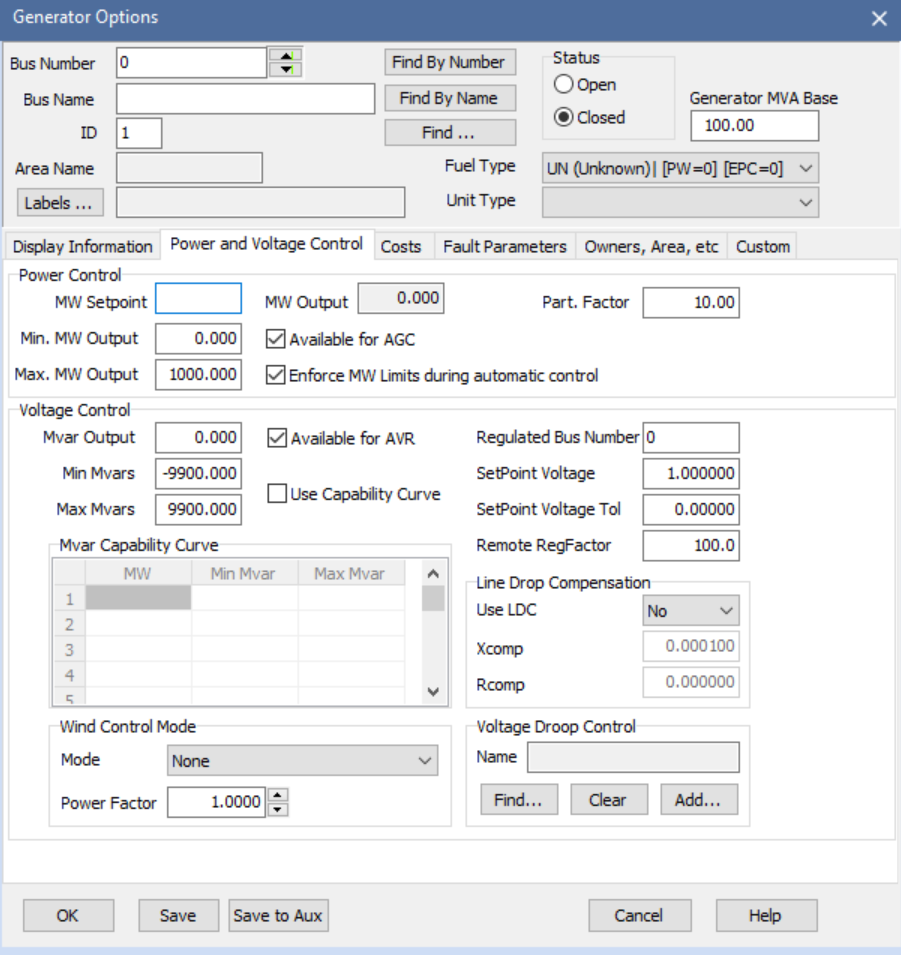 Generator Options
Bus Number 0 Find By Number
Status
Open
Closed
Bus Name Find By Name
Generator MVA Base
100.00
ID 1 Find ...
Area Name
Fuel Type UN (Unknown)| [PW=0] [EPC=0]
Labels ... Unit Type
Display Information Power and Voltage Control Costs Fault Parameters Owners, Area, etc Custom
Power Control
MW Setpoint MW Output 0.000 Part. Factor 10.00
Min. MW Output 0.000 Available for AGC
Max. MW Output 1000.000 Enforce MW Limits during automatic control
Voltage Control
Mvar Output 0.000 Available for AVR Regulated Bus Number 0
Min Mvars -9900.000 SetPoint Voltage 1.000000
Use Capability Curve
Max Mvars 9900.000 SetPoint Voltage Tol 0.00000
Mvar Capability Curve Remote RegFactor 100.0
MW Min Mvar Max Mvar
1
2
3
4
5
Line Drop Compensation
Use LDC No
Xcomp 0.000100
Rcomp 0.000000
Wind Control Mode
Mode None
Power Factor 1.0000
Voltage Droop Control
Name
Find... Clear Add...
OK Save Save to Aux Cancel Help